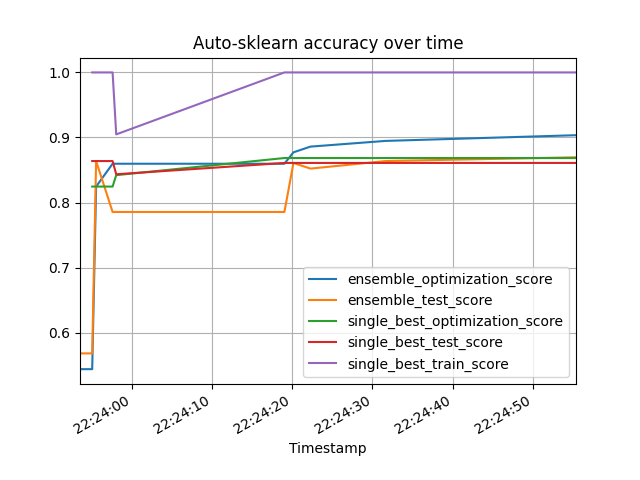 Auto-sklearn accuracy over time
1.0
0.9
0.8
0.7
0.6
ensemble_optimization_score
ensemble_test_score
single_best_optimization_score
single_best_test_score
single_best_train_score
22:24:00
22:24:10
22:24:20
22:24:30
22:24:40
22:24:50
Timestamp